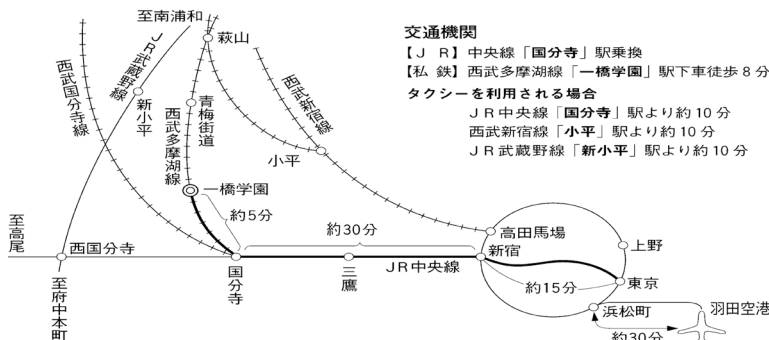 至南浦和
萩山
交通機関
【JR】中央線「国分寺」駅乗換
【私鉄】西武多摩湖線「一橋学園」駅下車徒歩8分
タクシーを利用される場合
JR中央線「国分寺」駅より約10分
西武新宿線「小平」駅より約10分
JR武蔵野線「新小平」駅より約10分
西武国分寺線
JR武蔵野線
新小平
青梅街道
西武多摩湖線
西武新宿線
小平
一橋学園
約5分
約30分
至高尾
西国分寺
国分寺
三鷹
JR中央線
高田馬場
新宿
上野
東京
約15分
至府中本町
浜松町
羽田空港
約30分